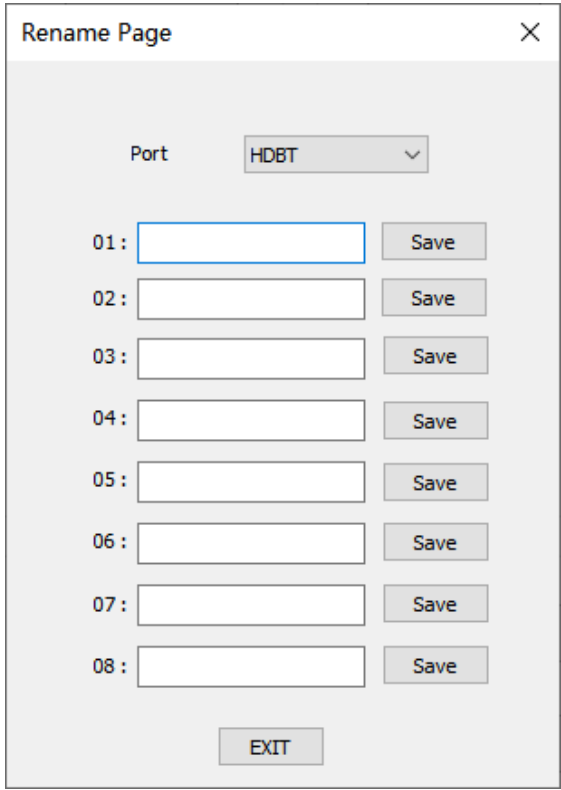 Rename Page
Port HDBT
01: Save
02: Save
03: Save
04: Save
05: Save
06: Save
07: Save
08: Save
EXIT